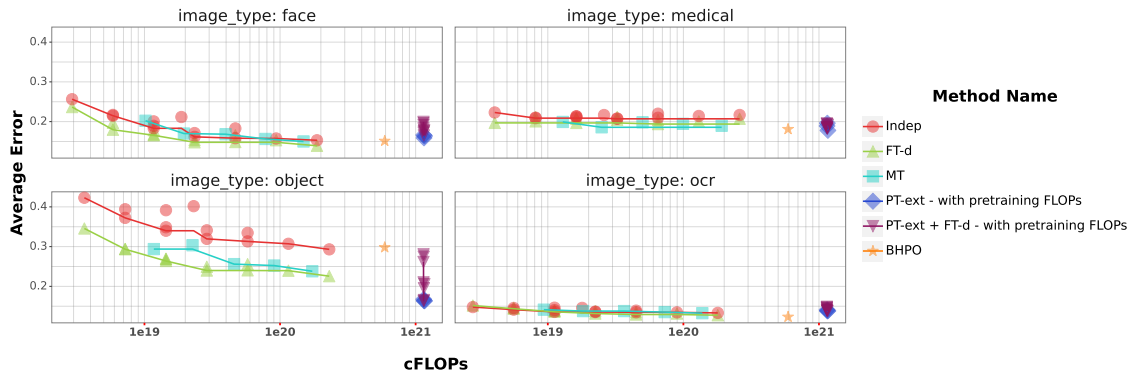 image_type: face
image_type: medical
0.4
0.3
0.2
image_type: object
image_type: ocr
0.4
0.3
0.2
1e19
1e20
1e21
1e19
1e20
1e21
Average Error
cFLOPs
Method Name
Indep
FT-d
MT
PT-ext - with pretraining FLOPs
PT-ext + FT-d - with pretraining FLOPs
BHPO